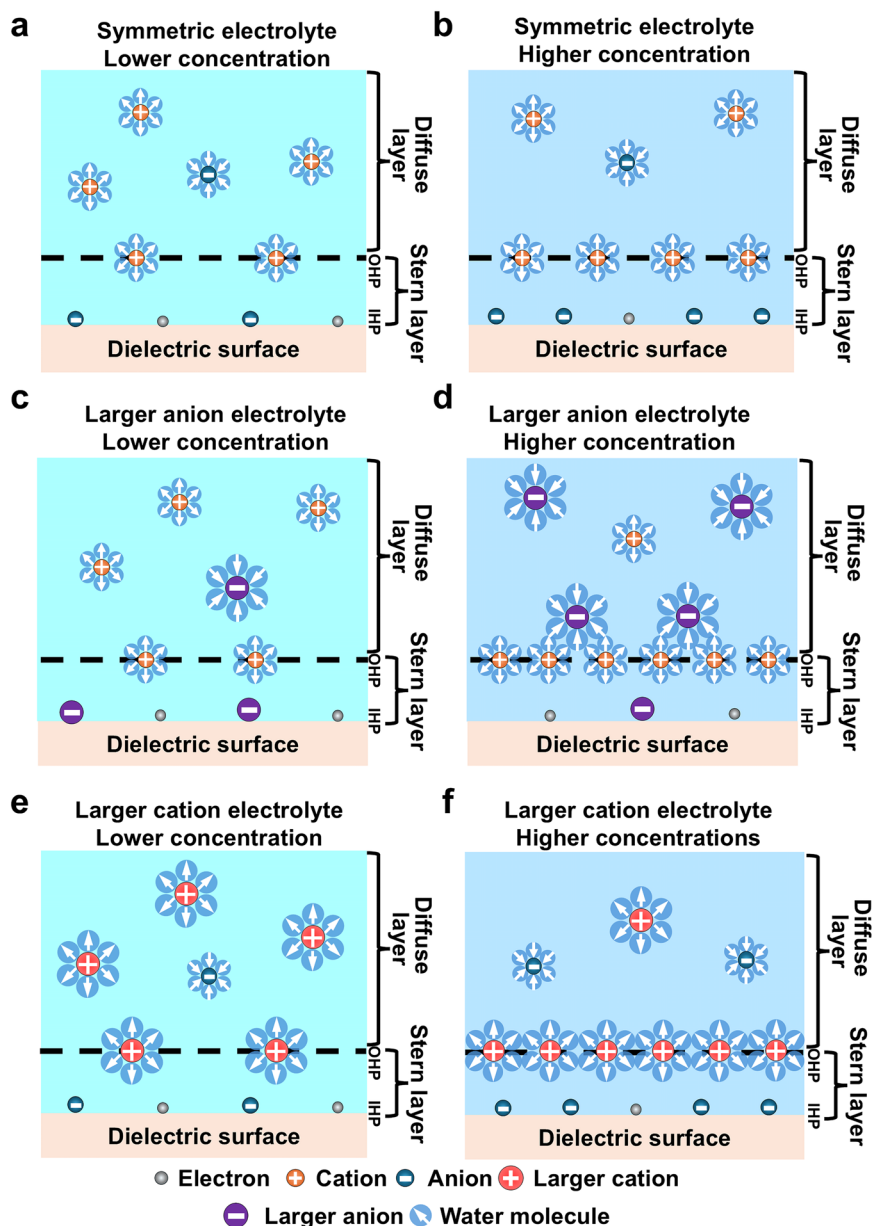 a
Symmetric electrolyte
Lower concentration
Diffuse
layer
Stern layer
OHP
IHP
Dielectric surface
b
Symmetric electrolyte
Higher concentration
Diffuse
layer
Stern layer
OHP
IHP
Dielectric surface
c
Larger anion electrolyte
Lower concentration
Diffuse
layer
Stern layer
OHP
IHP
Dielectric surface
d
Larger anion electrolyte
Higher concentration
Diffuse
layer
Stern layer
OHP
IHP
Dielectric surface
e
Larger cation electrolyte
Lower concentration
Diffuse
layer
Stern layer
OHP
IHP
Dielectric surface
f
Larger cation electrolyte
Higher concentrations
Diffuse
layer
Stern layer
OHP
IHP
Dielectric surface
Electron Cation Anion Larger cation
Larger anion Water molecule